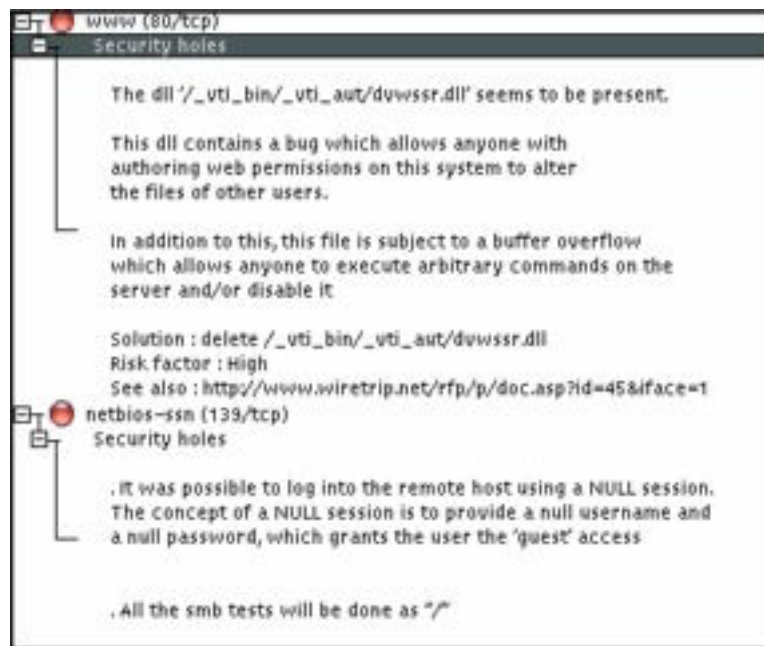 www (80/tcp)
Security holes
The dll '/_vti_bin/_vti_aut/dvwssr.dll' seems to be present.
This dll contains a bug which allows anyone with
authoring web permissions on this system to alter
the files of other users.
In addition to this, this file is subject to a buffer overflow
which allows anyone to execute arbitrary commands on the
server and/or disable it
Solution : delete /_vti_bin/_vti_aut/dvwssr.dll
Risk factor : High
See also : http://www.wiretrip.net/rfp/p/doc.asp?id=45&iface=1
netbios-ssn (139/tcp)
Security holes
. It was possible to log into the remote host using a NULL session.
The concept of a NULL session is to provide a null username and
a null password, which grants the user the 'guest' access
. All the smb tests will be done as ''/''